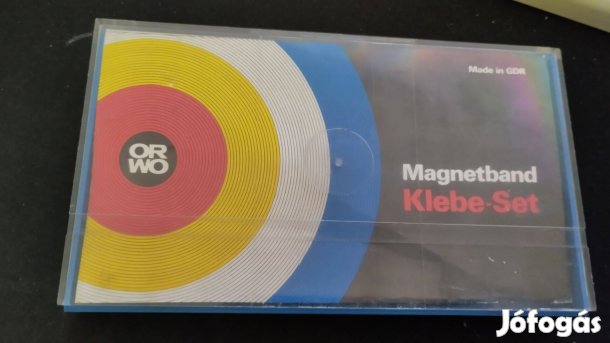 Made in GDR
OR
WO
Magnetband
Klebe-Set
Jófogás